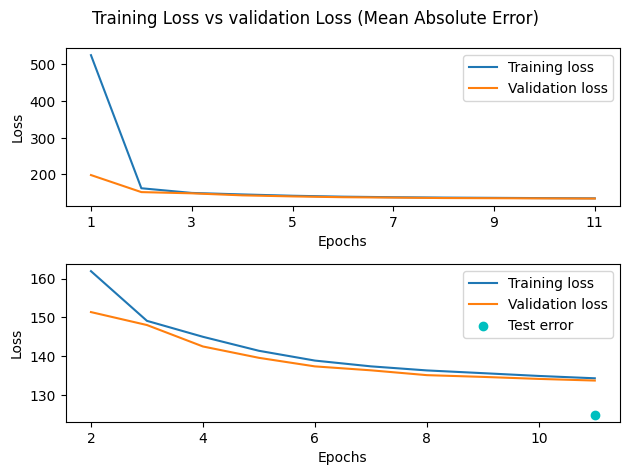 Training Loss vs validation Loss (Mean Absolute Error)
500
400
300
200
Loss
Training loss
Validation loss
1 3 5 7 9 11
Epochs
160
150
140
130
Loss
Training loss
Validation loss
Test error
2 4 6 8 10
Epochs